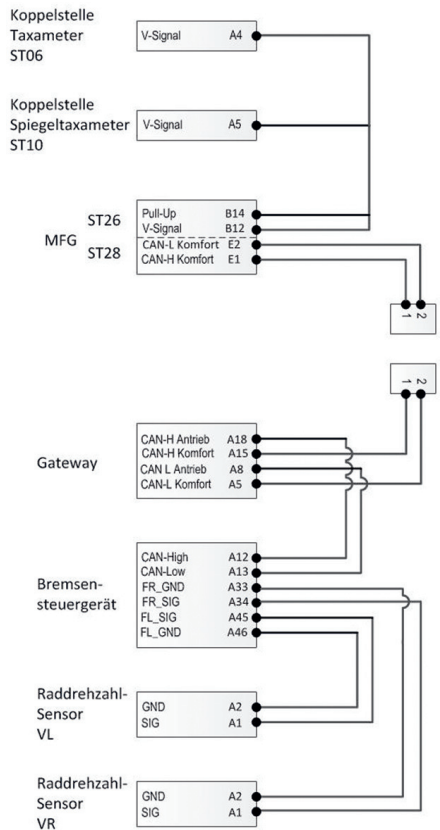 Koppelstelle
Taxameter
ST06
V-Signal A4
Koppelstelle
Spiegeltaxameter
ST10
V-Signal A5
MFG
ST26
ST28
Pull-Up B14
V-Signal B12
CAN-L Komfort E2
CAN-H Komfort E1
1 2
1 2
Gateway
CAN-H Antrieb A18
CAN-H Komfort A15
CAN L Antrieb A8
CAN-L Komfort A5
Bremsen-
steuergerät
CAN-High A12
CAN-Low A13
FR_GND A33
FR_SIG A34
FL_SIG A45
FL_GND A46
Raddrehzahl-
Sensor
VL
GND A2
SIG A1
Raddrehzahl-
Sensor
VR
GND A2
SIG A1